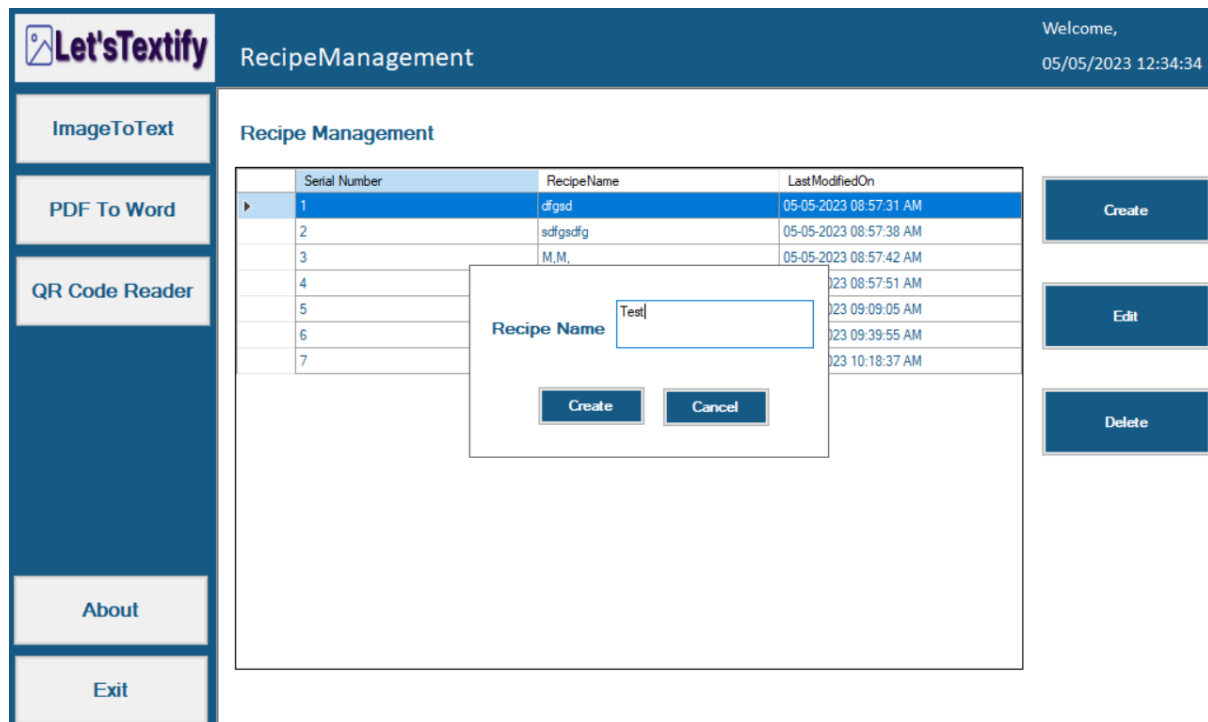 Let'sTextify
RecipeManagement
Welcome,
05/05/2023 12:34:34
ImageToText
PDF To Word
QR Code Reader
About
Exit
Recipe Management
Serial Number RecipeName LastModifiedOn
1 dfgsd 05-05-2023 08:57:31 AM
2 sdfgsdfg 05-05-2023 08:57:38 AM
3 M,M, 05-05-2023 08:57:42 AM
4 023 08:57:51 AM
5 023 09:09:05 AM
6 023 09:39:55 AM
7 023 10:18:37 AM
Recipe Name Test
Create Cancel
Create
Edit
Delete